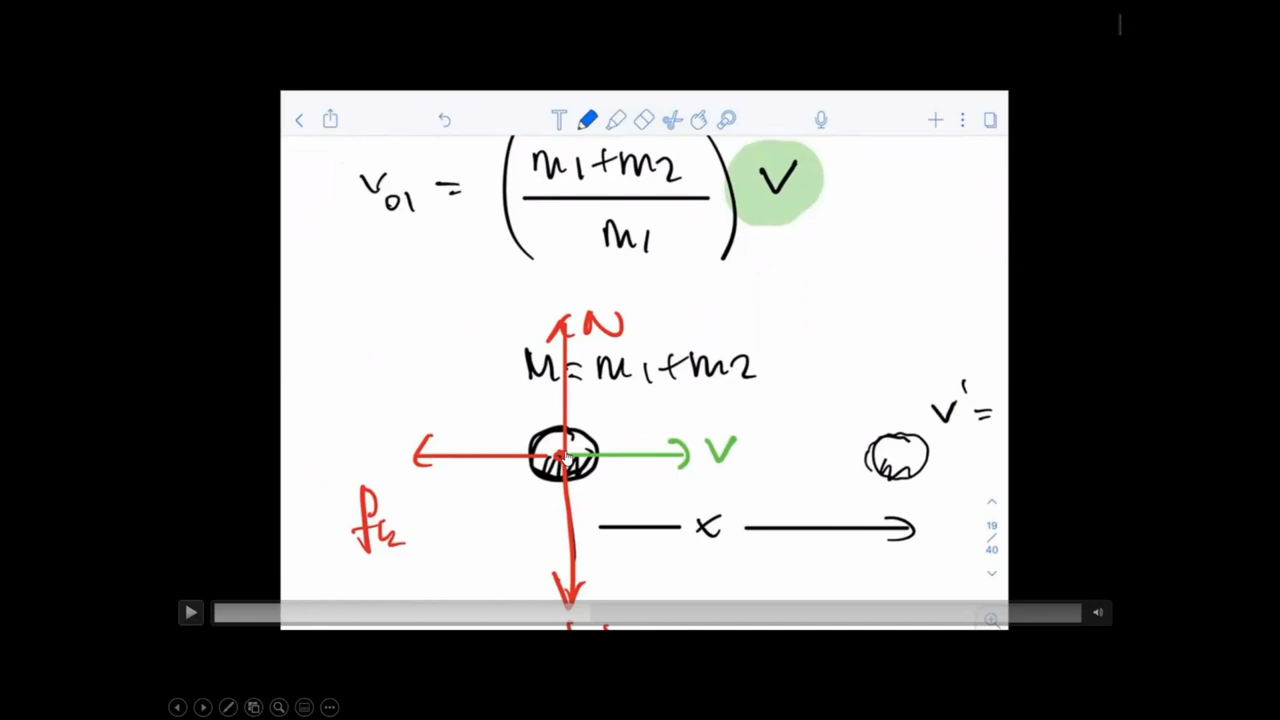 v01 = (m1+m2 / m1) V
N
M = m1+m2
v' =
V
fk
x
19
/
40